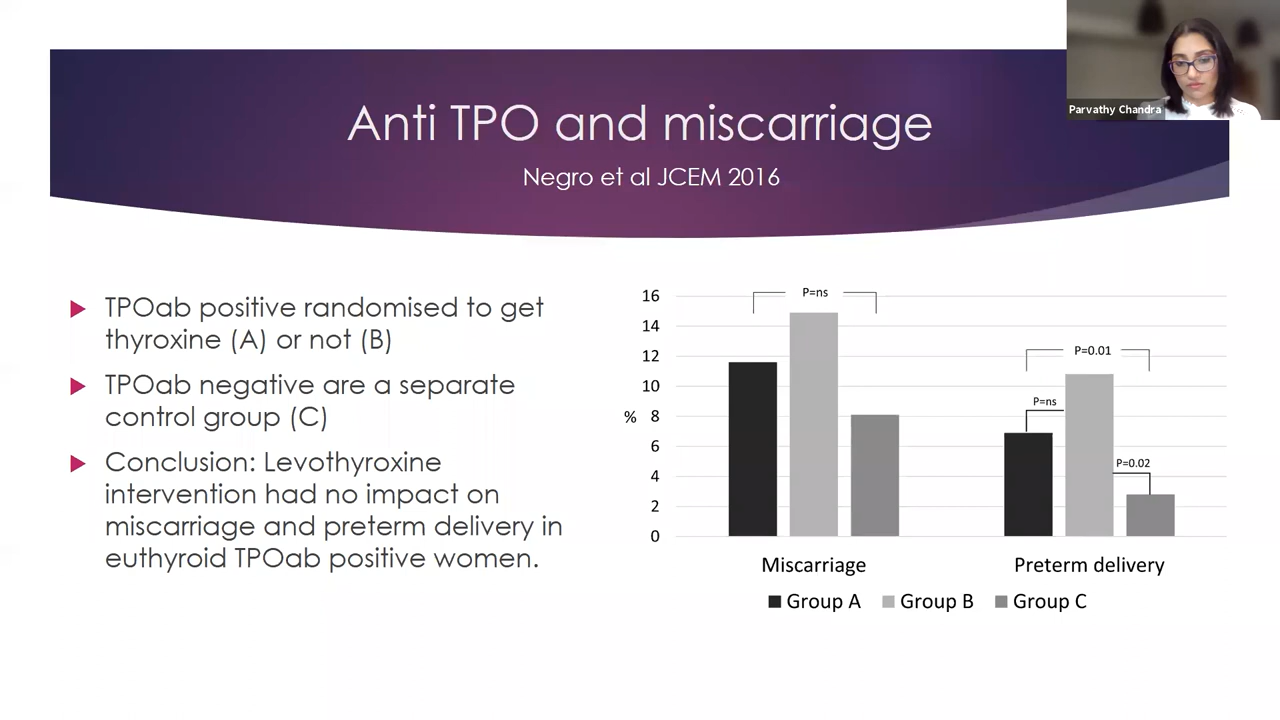 Parvathy Chandra
Anti TPO and miscarriage
Negro et al JCEM 2016
TPOab positive randomised to get
thyroxine (A) or not (B)
TPOab negative are a separate
control group (C)
Conclusion: Levothyroxine
intervention had no impact on
miscarriage and preterm delivery in
euthyroid TPOab positive women.
16
14
12
10
8
6
4
2
0
%
P=ns
P=0.01
P=ns
P=0.02
Miscarriage
Preterm delivery
Group A
Group B
Group C